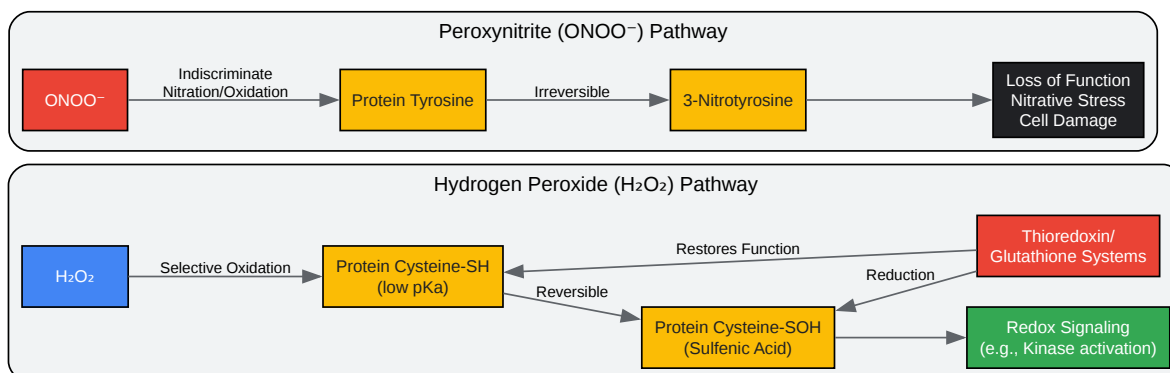 Peroxynitrite (ONOO⁻) Pathway
ONOO⁻
Indiscriminate
Nitration/Oxidation
Protein Tyrosine
Irreversible
3-Nitrotyrosine
Loss of Function
Nitrative Stress
Cell Damage
Hydrogen Peroxide (H₂O₂) Pathway
H₂O₂
Selective Oxidation
Protein Cysteine-SH
(low pKa)
Restores Function
Thioredoxin/
Glutathione Systems
Reversible
Reduction
Protein Cysteine-SOH
(Sulfenic Acid)
Redox Signaling
(e.g., Kinase activation)